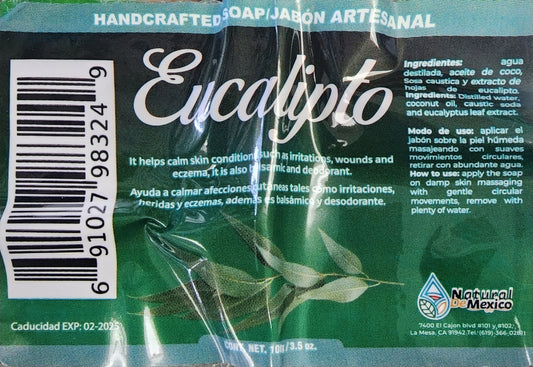 HANDCRAFTED SOAP/JABÓN ARTESANAL
Eucalipto
It helps calm skin conditions such as irritations, wounds and
eczema, it is also balsamic and deodorant.
Ayuda a calmar afecciones cutaneas tales como irritaciones,
heridas y eczemas, además es balsámico y desodorante.
6 91027 98324 9
Caducidad EXP: 02-2025
CONT. NET. / 3.5 oz.
Ingredientes: agua
destilada, aceite de coco,
Sosa caustica y extracto de
hojas de eucalipto.
Ingredients: Distilled water,
coconut oil, caustic soda
and eucalyptus leaf extract.
Modo de uso: aplicar el
jabón sobre la piel húmeda
masajeando con suaves
movimientos circulares,
retirar con abundante agua.
How to use: apply the soap
on damp skin massaging
with gentle circular
movements, remove with
plenty of water.
Natural
De Mexico
7400 El Cajon blvd #101 y #102,
La Mesa, CA 91942.Tel: (619)-366-0281